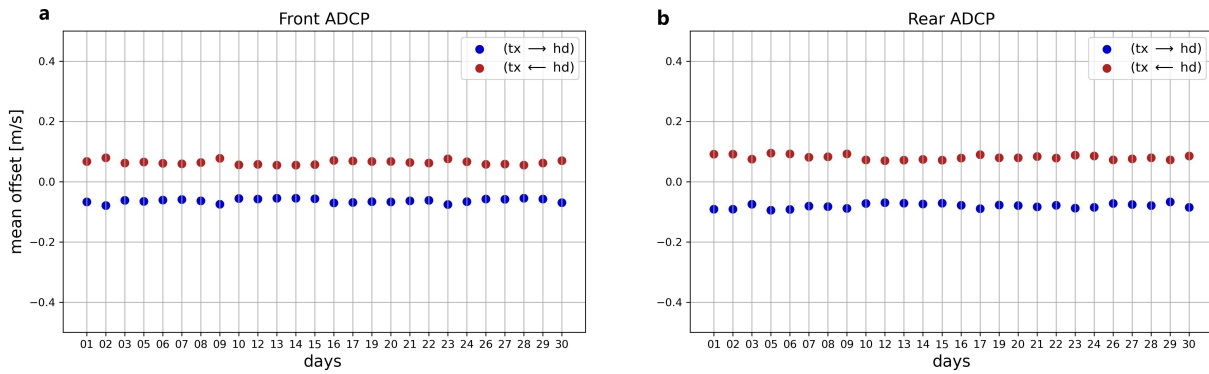 a
Front ADCP
(tx ⟶ hd)
(tx ⟵ hd)
mean offset [m/s]
0.4
0.2
0.0
−0.2
−0.4
01 02 03 05 06 07 08 09 10 12 13 14 15 16 17 19 20 21 22 23 24 26 27 28 29 30
days
b
Rear ADCP
(tx ⟶ hd)
(tx ⟵ hd)
0.4
0.2
0.0
−0.2
−0.4
01 02 03 05 06 07 08 09 10 12 13 14 15 16 17 19 20 21 22 23 24 26 27 28 29 30
days